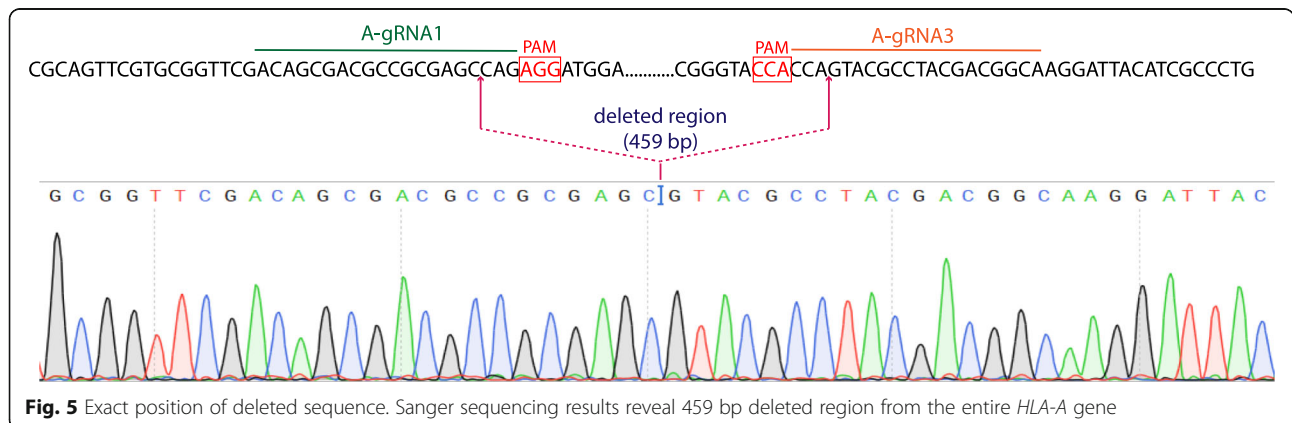 A-gRNA1 A-gRNA3
PAM PAM
CGCAGTTCGTGCGGTTCGACAGCGACGCCGCGAGCCAGAGGATGGA...........CGGGTACCACCAGTACGCCTACGACGGCAAGGATTACATCGCCCTG
deleted region
(459 bp)
G C G G T T C G A C A G C G A C G C C G C G A G C G T A C G C C T A C G A C G G C A A G G A T T A C
Fig. 5 Exact position of deleted sequence. Sanger sequencing results reveal 459 bp deleted region from the entire HLA-A gene